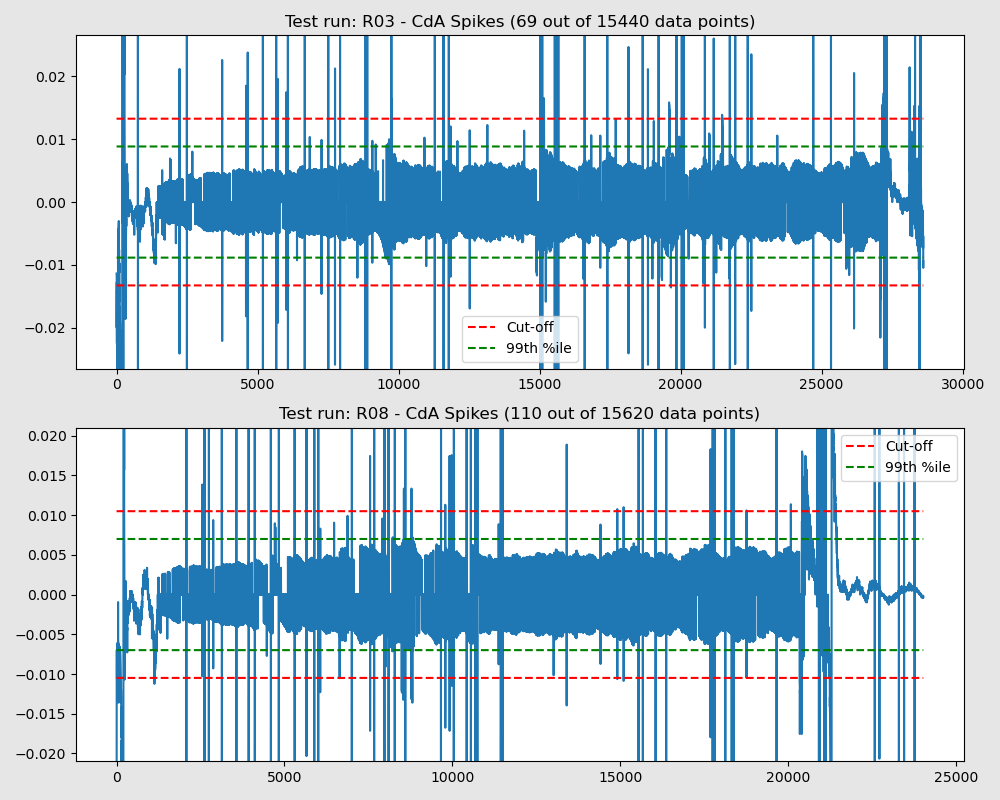 Test run: R03 - CdA Spikes (69 out of 15440 data points)
0.02
0.01
0.00
−0.01
−0.02
Cut-off
99th %ile
0 5000 10000 15000 20000 25000 30000
Test run: R08 - CdA Spikes (110 out of 15620 data points)
0.020
0.015
0.010
0.005
0.000
−0.005
−0.010
−0.015
−0.020
Cut-off
99th %ile
0 5000 10000 15000 20000 25000